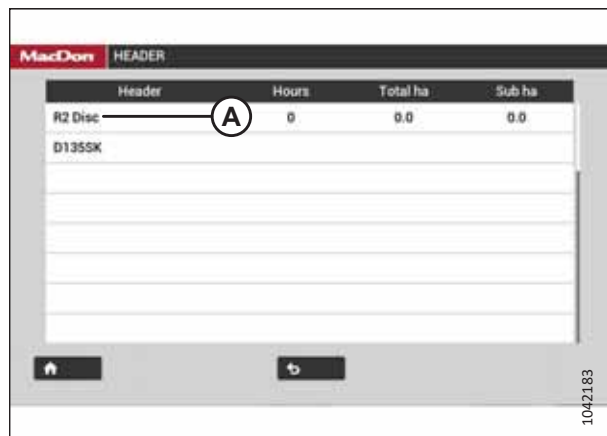 MacDon HEADER
Header Hours Total ha Sub ha
R2 Disc A 0 0.0 0.0
D135SK
1042183